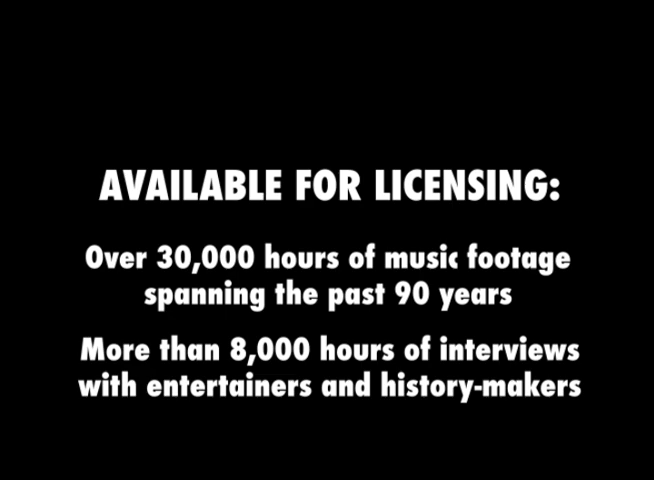 AVAILABLE FOR LICENSING:
Over 30,000 hours of music footage
spanning the past 90 years
More than 8,000 hours of interviews
with entertainers and history-makers